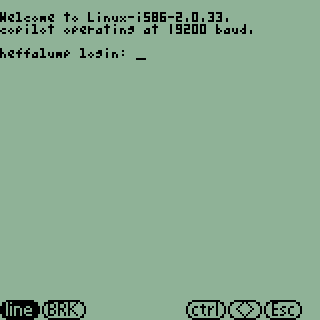 Welcome to Linux-i586-2.0.33.
copilot operating at 19200 baud.
heffalump login: _
line BRK ctrl <> Esc